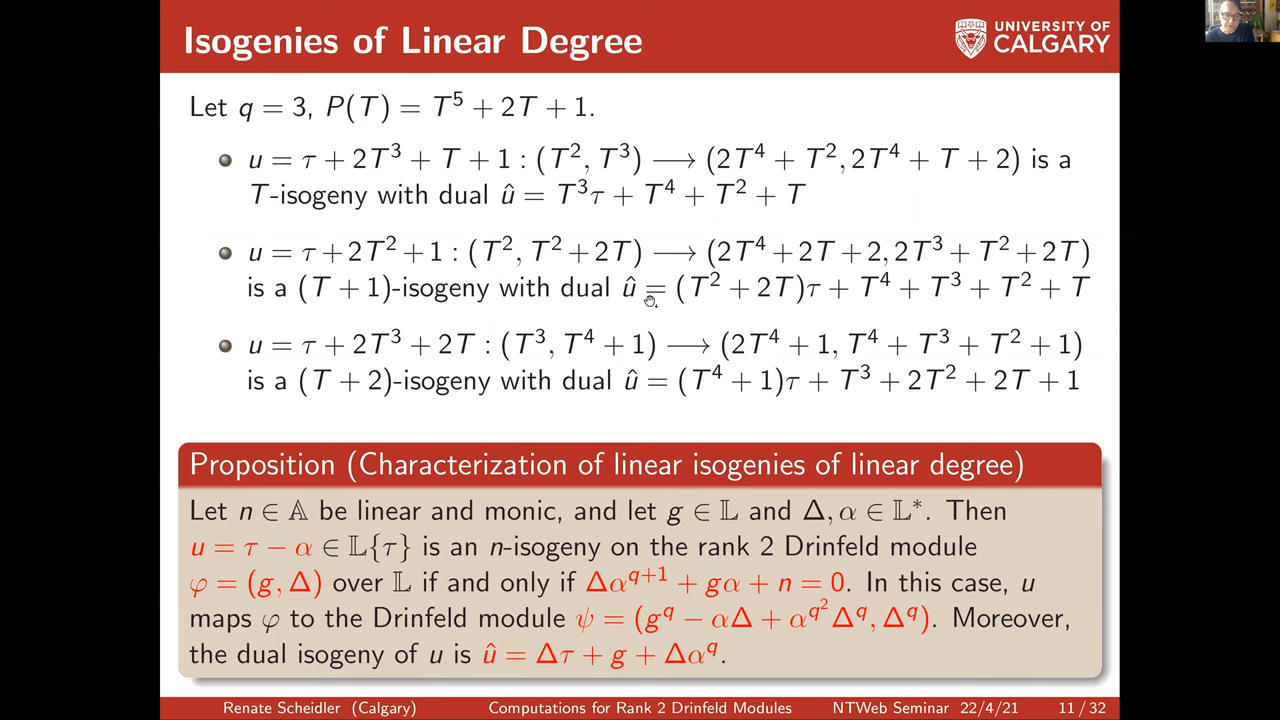 Isogenies of Linear Degree
UNIVERSITY OF
CALGARY
Let q = 3, P(T) = T⁵ + 2T + 1.
u = τ + 2T³ + T + 1 : (T², T³) ⟶ (2T⁴ + T², 2T⁴ + T + 2) is a
T-isogeny with dual û = T³τ + T⁴ + T² + T
u = τ + 2T² + 1 : (T², T² + 2T) ⟶ (2T⁴ + 2T + 2, 2T³ + T² + 2T)
is a (T + 1)-isogeny with dual û = (T² + 2T)τ + T⁴ + T³ + T² + T
u = τ + 2T³ + 2T : (T³, T⁴ + 1) ⟶ (2T⁴ + 1, T⁴ + T³ + T² + 1)
is a (T + 2)-isogeny with dual û = (T⁴ + 1)τ + T³ + 2T² + 2T + 1
Proposition (Characterization of linear isogenies of linear degree)
Let n ∈ 𝔸 be linear and monic, and let g ∈ 𝕃 and Δ, α ∈ 𝕃*. Then
u = τ − α ∈ 𝕃{τ} is an n-isogeny on the rank 2 Drinfeld module
φ = (g, Δ) over 𝕃 if and only if Δα^{q+1} + gα + n = 0. In this case, u
maps φ to the Drinfeld module ψ = (g^q − αΔ + α^{q²}Δ^q, Δ^q). Moreover,
the dual isogeny of u is û = Δτ + g + Δα^q.
Renate Scheidler (Calgary) Computations for Rank 2 Drinfeld Modules NTWeb Seminar 22/4/21 11 / 32